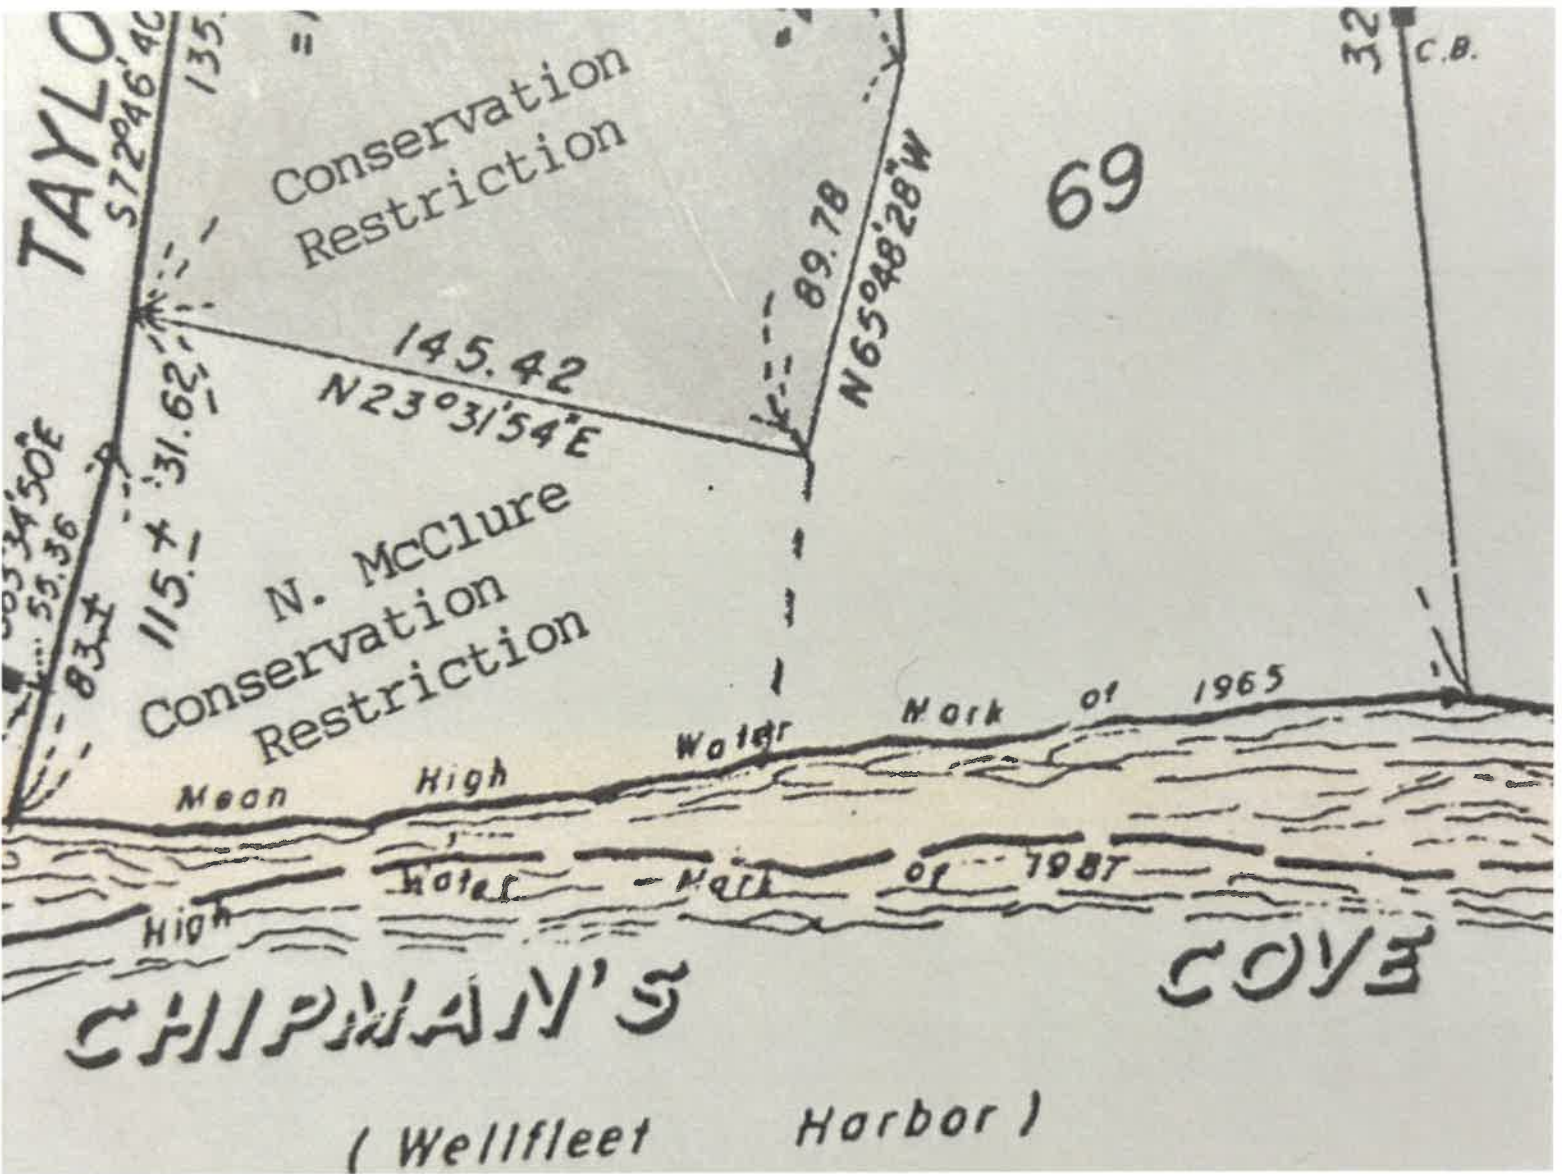 TAYLO
S72°46'40
135.
Conservation
Restriction
32
C.B.
69
89.78
N65°48'28"W
145.42
N23°31'54"E
31.62
115.±
34'50"E
55.36
83±
N. McClure
Conservation
Restriction
Mean High Water Mark of 1965
High Water Mark of 1987
CHIPMAN'S COVE
(Wellfleet Harbor)